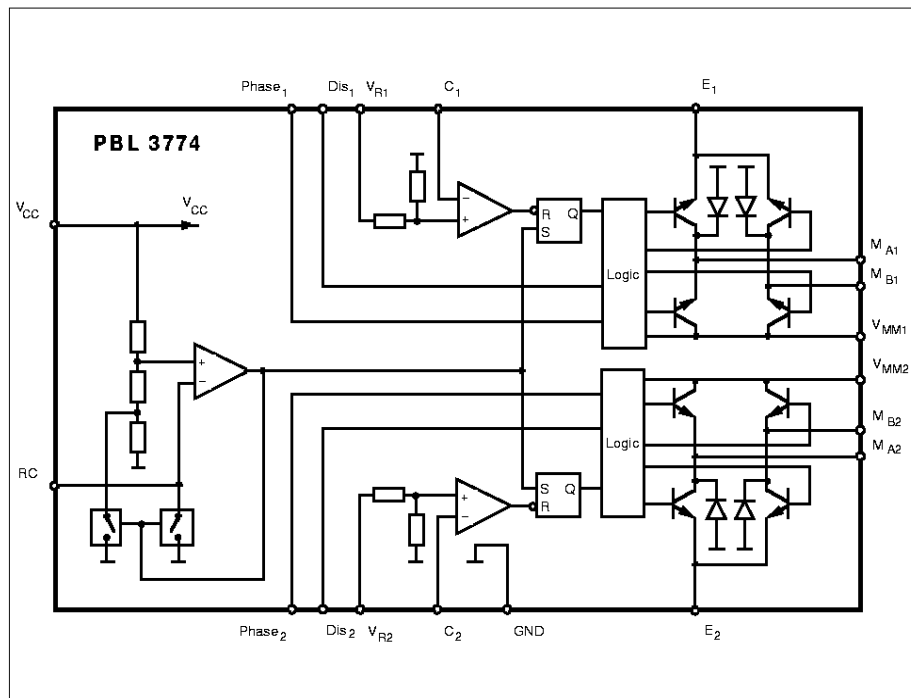 Phase1 Dis1 VR1 C1 E1
PBL 3774
VCC VCC
R Q
S
Logic
MA1
MB1
VMM1
VMM2
Logic
MB2
MA2
RC
S Q
R
+
−
+
−
+
−
Phase2 Dis2 VR2 C2 GND E2